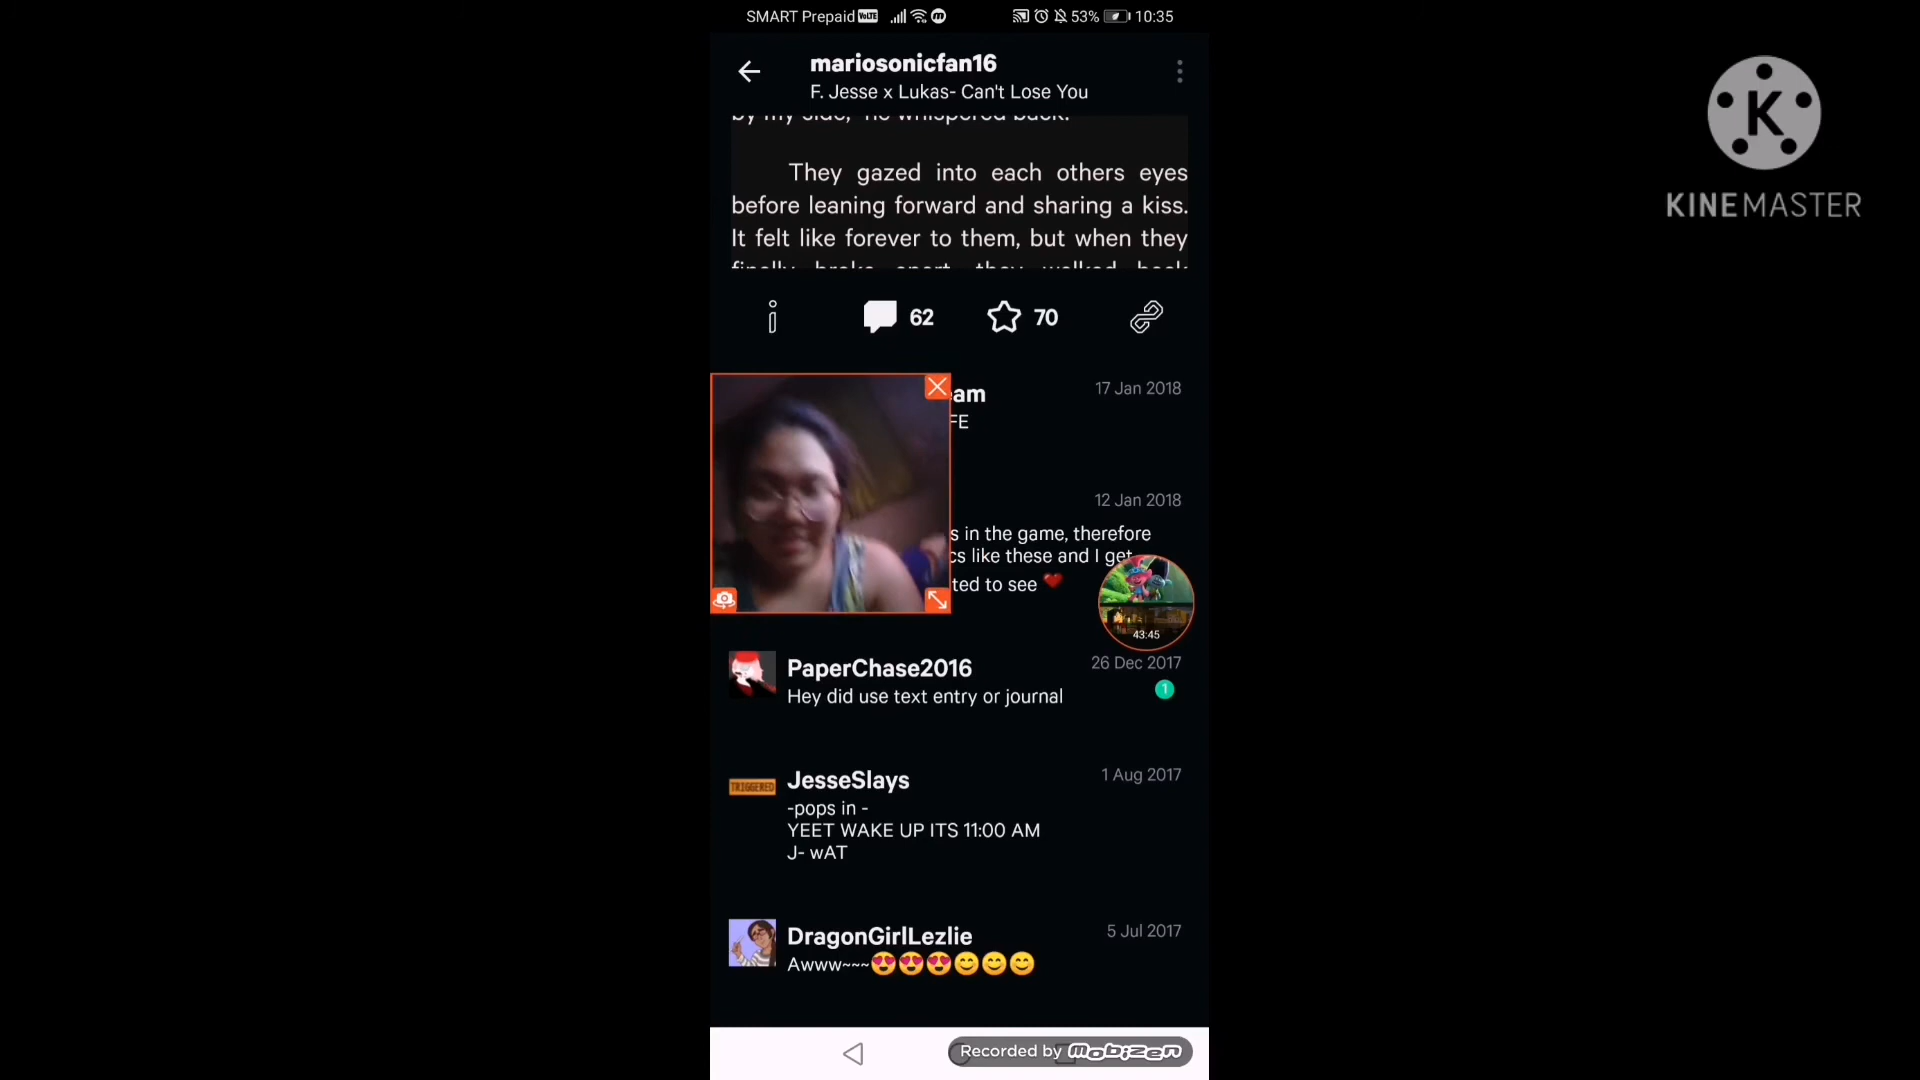 SMART Prepaid VoLTE 53% 10:35
mariosonicfan16
F. Jesse x Lukas- Can't Lose You
by my side," he whispered back.
They gazed into each others eyes
before leaning forward and sharing a kiss.
It felt like forever to them, but when they
finally broke apart, they walked back
62 70
am 17 Jan 2018
FE
12 Jan 2018
s in the game, therefore
cs like these and I get
ted to see ❤
43:45
PaperChase2016 26 Dec 2017
Hey did use text entry or journal 1
TRIGGERED
JesseSlays 1 Aug 2017
-pops in -
YEET WAKE UP ITS 11:00 AM
J- wAT
DragonGirlLezlie 5 Jul 2017
Awww~~~😍😍😍😊😊😊
Recorded by mobizen
K
KINEMASTER